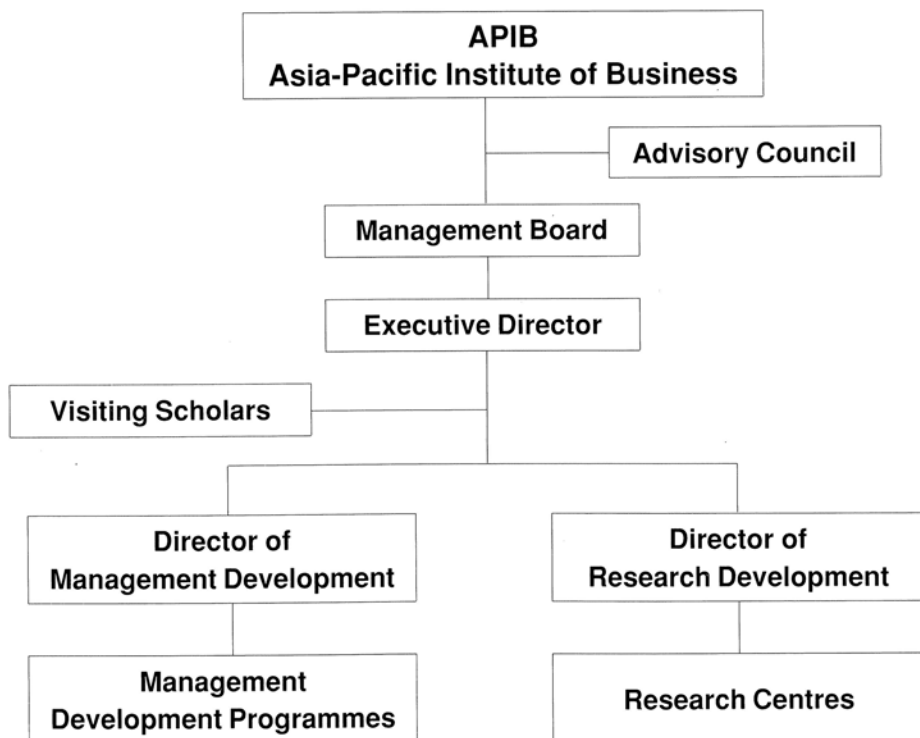 APIB
Asia-Pacific Institute of Business
Advisory Council
Management Board
Executive Director
Visiting Scholars
Director of
Management Development
Director of
Research Development
Management
Development Programmes
Research Centres